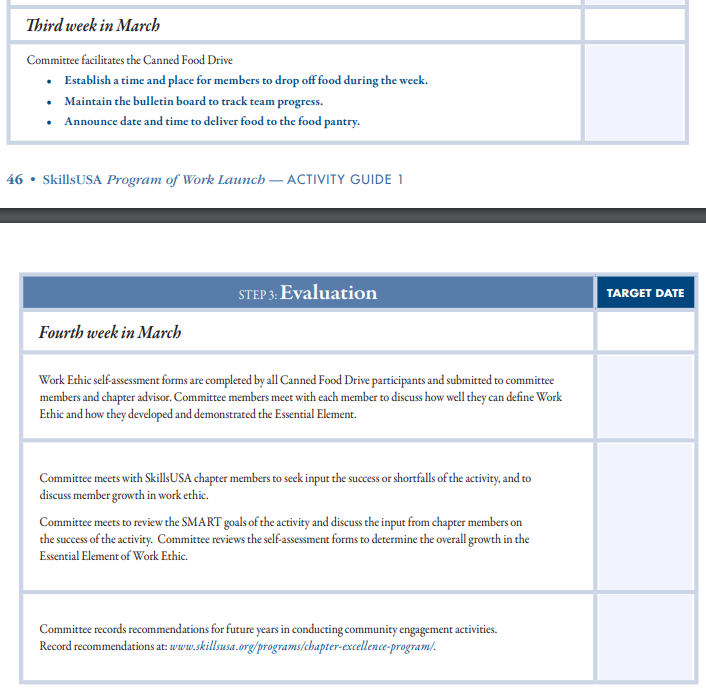 Third week in March
Committee facilitates the Canned Food Drive
• Establish a time and place for members to drop off food during the week.
• Maintain the bulletin board to track team progress.
• Announce date and time to deliver food to the food pantry.
46 • SkillsUSA Program of Work Launch — ACTIVITY GUIDE 1
STEP 3: Evaluation
TARGET DATE
Fourth week in March
Work Ethic self-assessment forms are completed by all Canned Food Drive participants and submitted to committee
members and chapter advisor. Committee members meet with each member to discuss how well they can define Work
Ethic and how they developed and demonstrated the Essential Element.
Committee meets with SkillsUSA chapter members to seek input the success or shortfalls of the activity, and to
discuss member growth in work ethic.
Committee meets to review the SMART goals of the activity and discuss the input from chapter members on
the success of the activity. Committee reviews the self-assessment forms to determine the overall growth in the
Essential Element of Work Ethic.
Committee records recommendations for future years in conducting community engagement activities.
Record recommendations at: www.skillsusa.org/programs/chapter-excellence-program/.